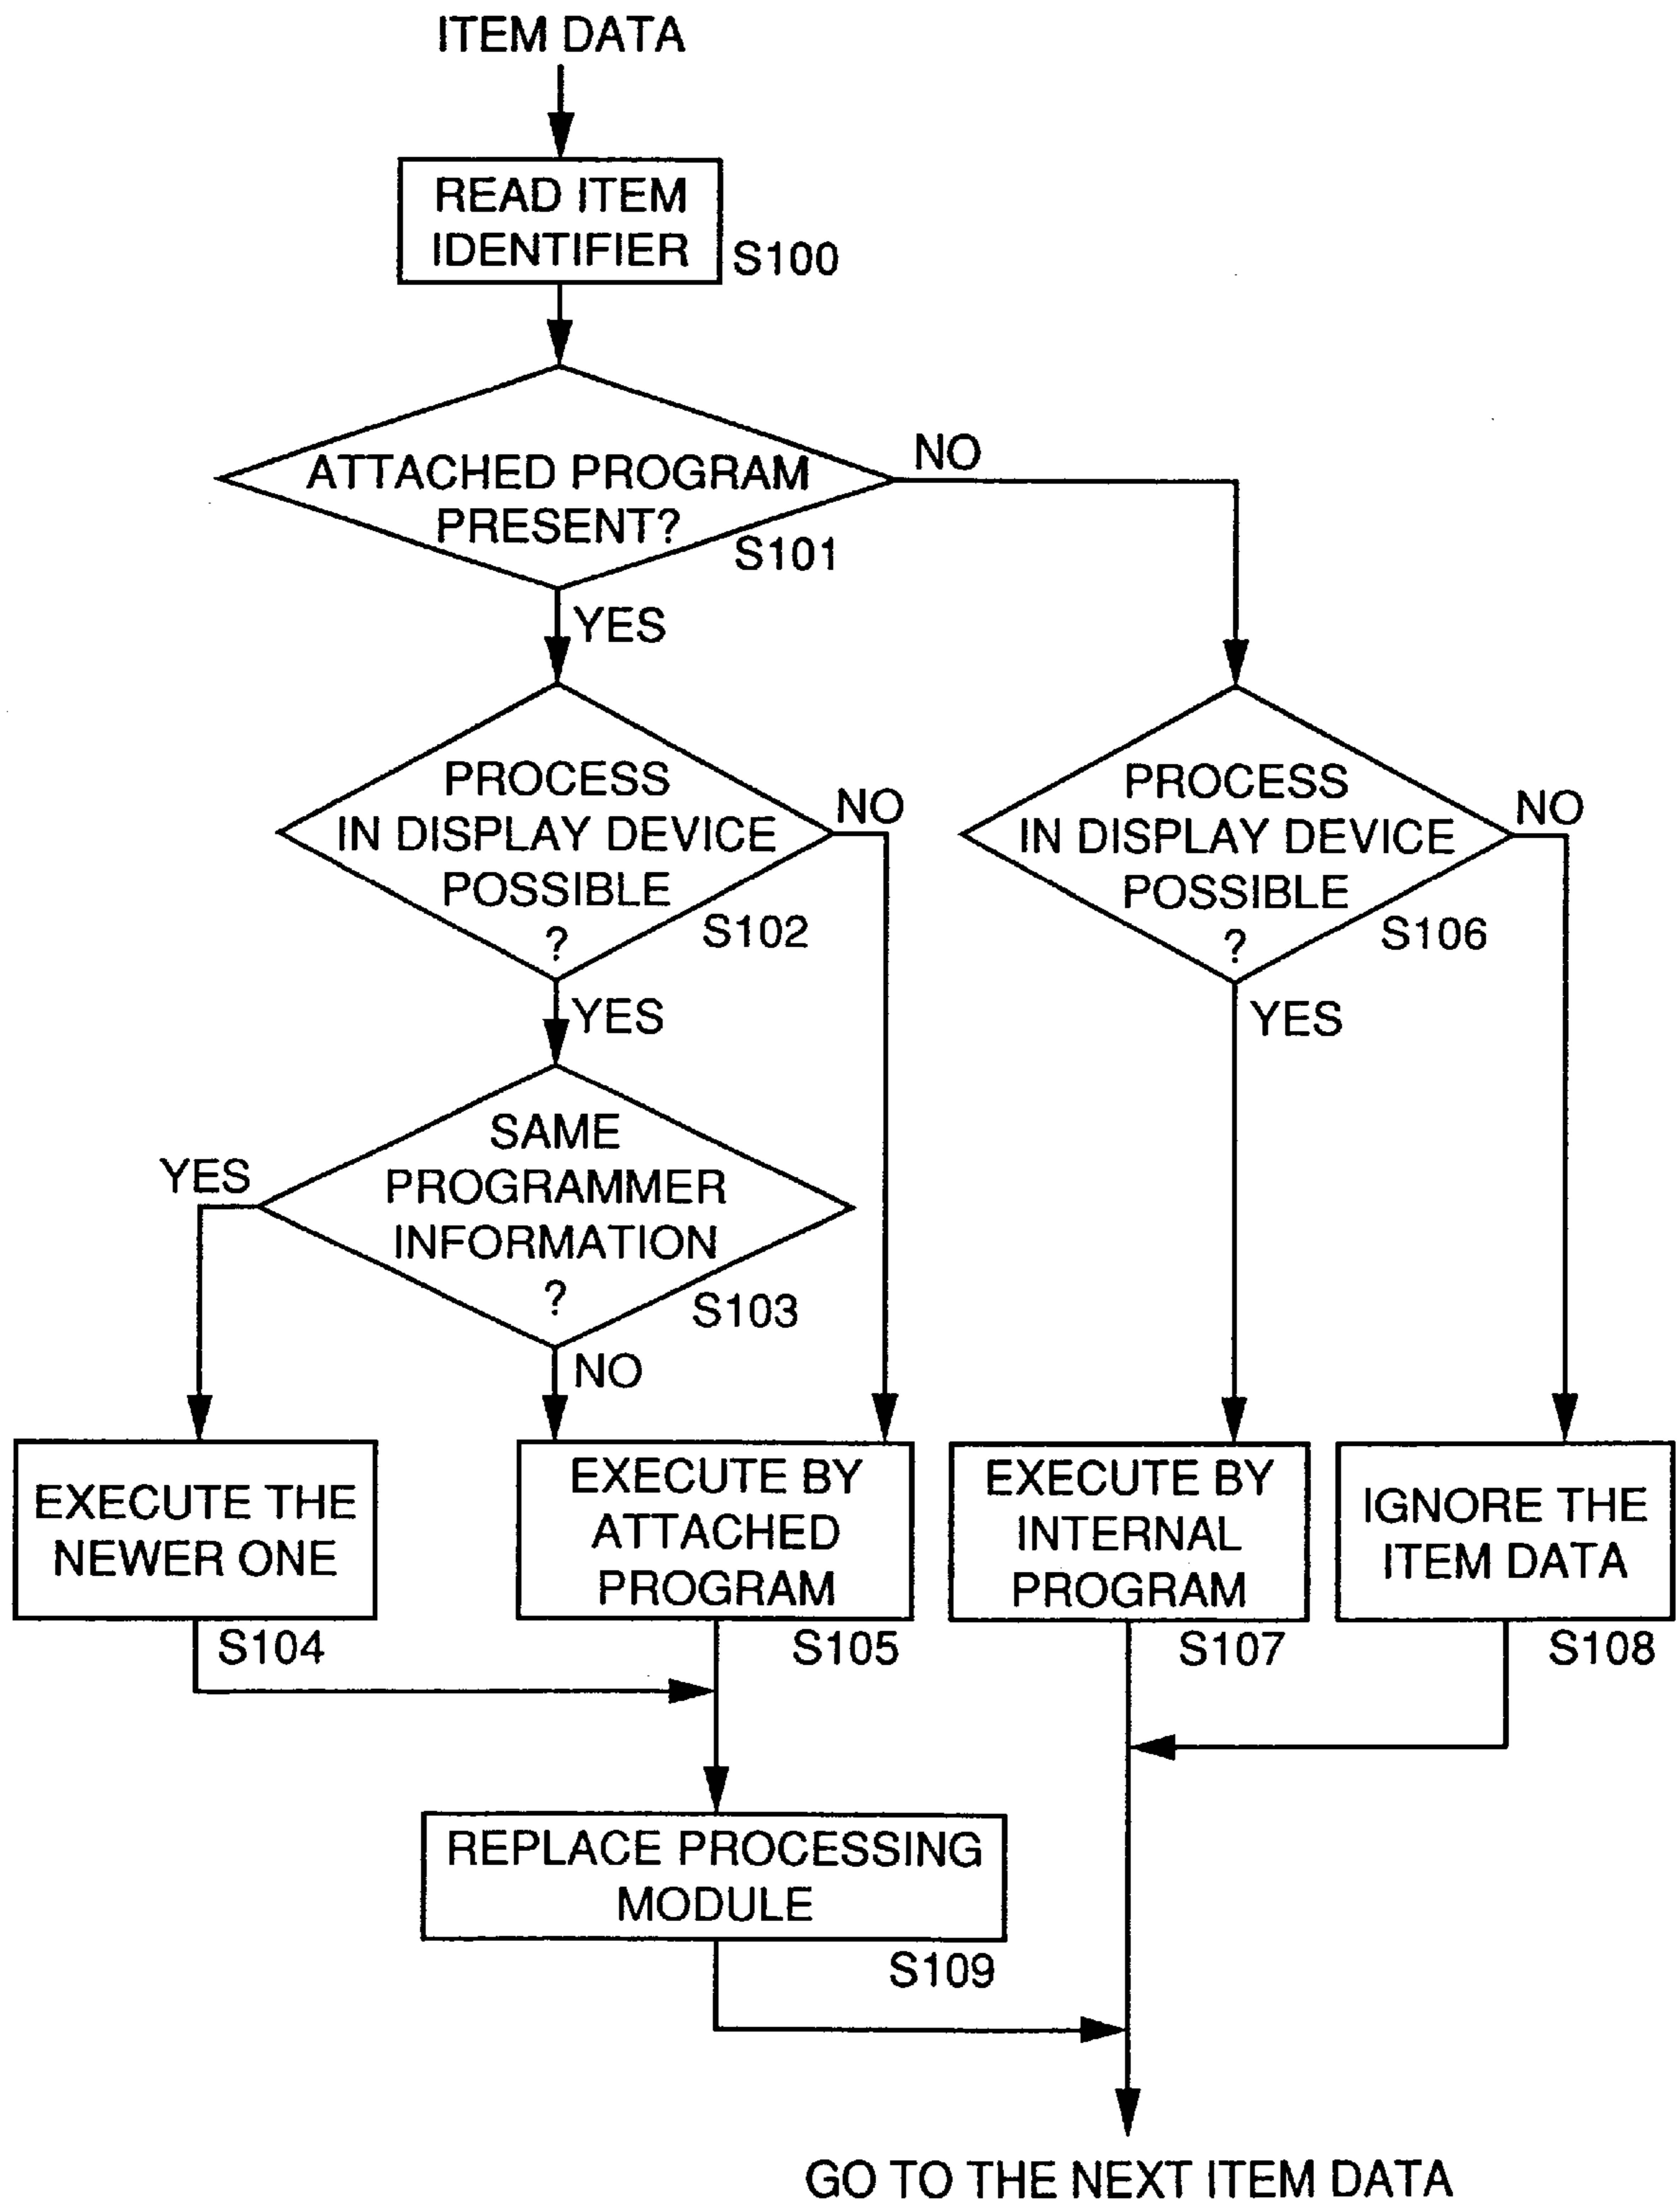 ITEM DATA
READ ITEM
IDENTIFIER
S100
ATTACHED PROGRAM
PRESENT?
S101
NO
YES
PROCESS
IN DISPLAY DEVICE
POSSIBLE
?
S102
NO
YES
PROCESS
IN DISPLAY DEVICE
POSSIBLE
?
S106
NO
YES
SAME
PROGRAMMER
INFORMATION
?
S103
YES
NO
EXECUTE THE
NEWER ONE
S104
EXECUTE BY
ATTACHED
PROGRAM
S105
EXECUTE BY
INTERNAL
PROGRAM
S107
IGNORE THE
ITEM DATA
S108
REPLACE PROCESSING
MODULE
S109
GO TO THE NEXT ITEM DATA